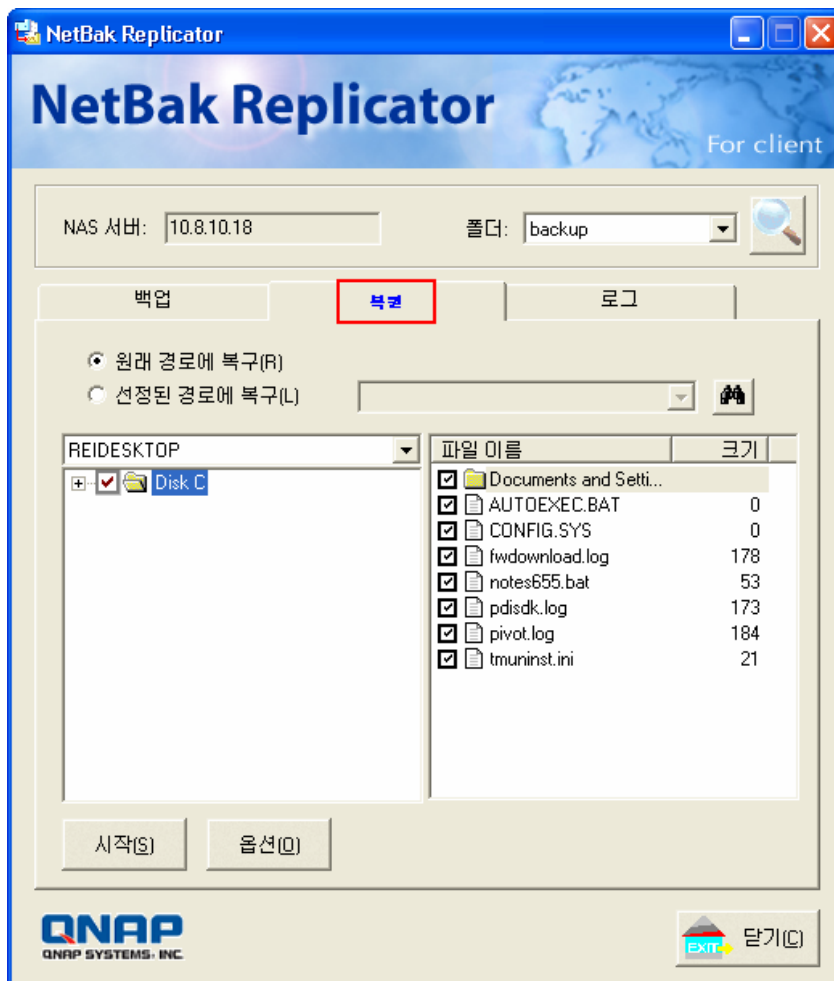 NetBak Replicator
NetBak Replicator
For client
NAS 서버: 10.8.10.18 폴더: backup
백업 복원 로그
원래 경로에 복구(R)
선정된 경로에 복구(L)
REIDESKTOP
Disk C
파일 이름 크기
Documents and Setti...
AUTOEXEC.BAT 0
CONFIG.SYS 0
fwdownload.log 178
notes655.bat 53
pdisdk.log 173
pivot.log 184
tmuninst.ini 21
시작(S) 옵션(O)
QNAP
QNAP SYSTEMS, INC.
EXIT 닫기(C)